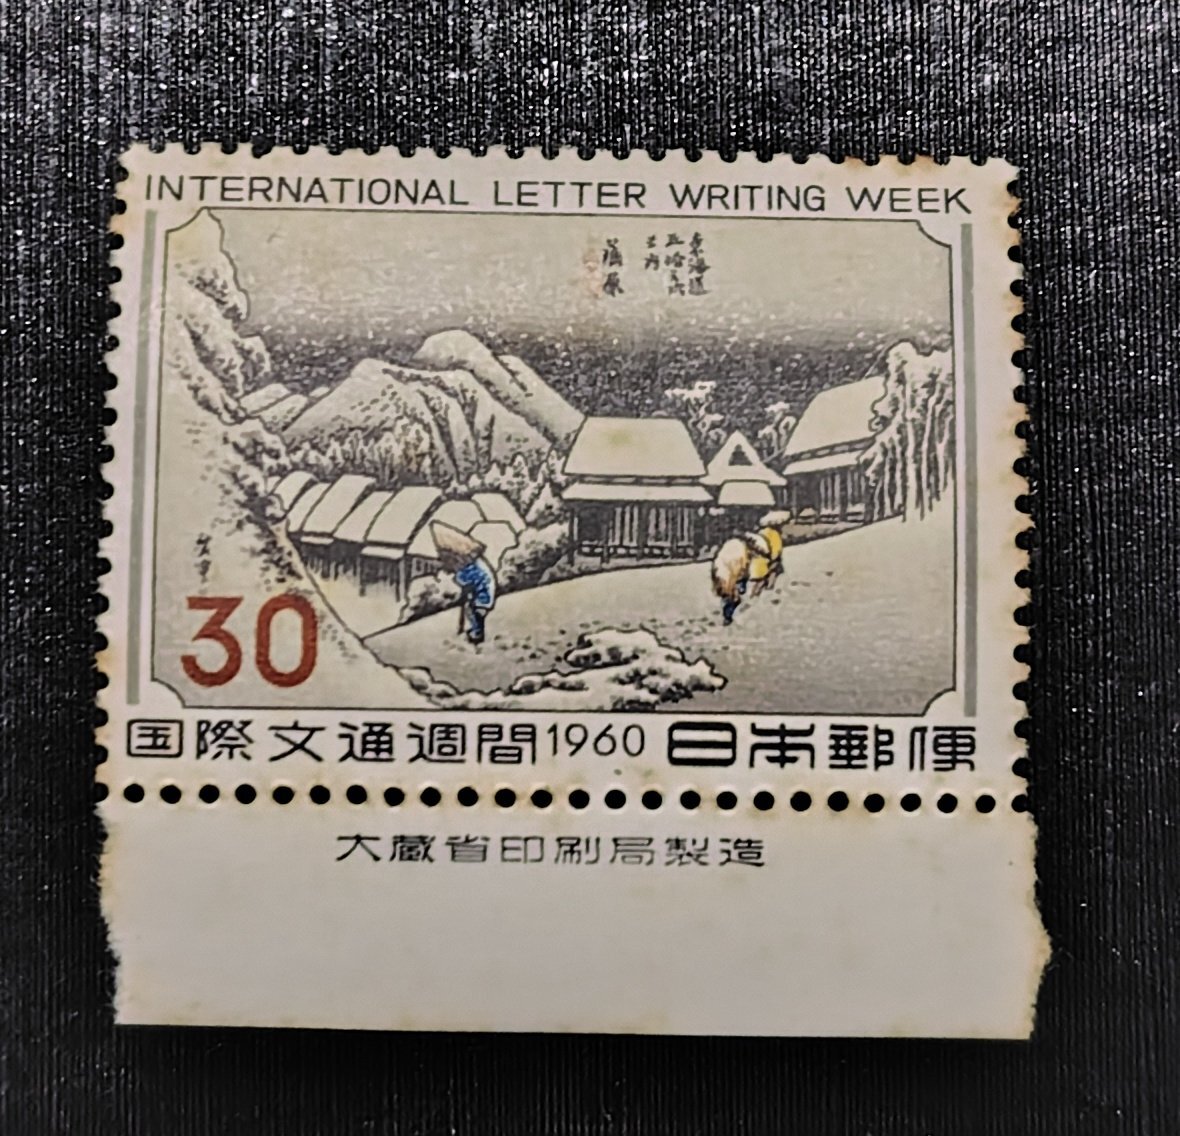 INTERNATIONAL LETTER WRITING WEEK
東海道
五拾三次
之内
蒲原
30
国際文通週間1960 日本郵便
大蔵省印刷局製造